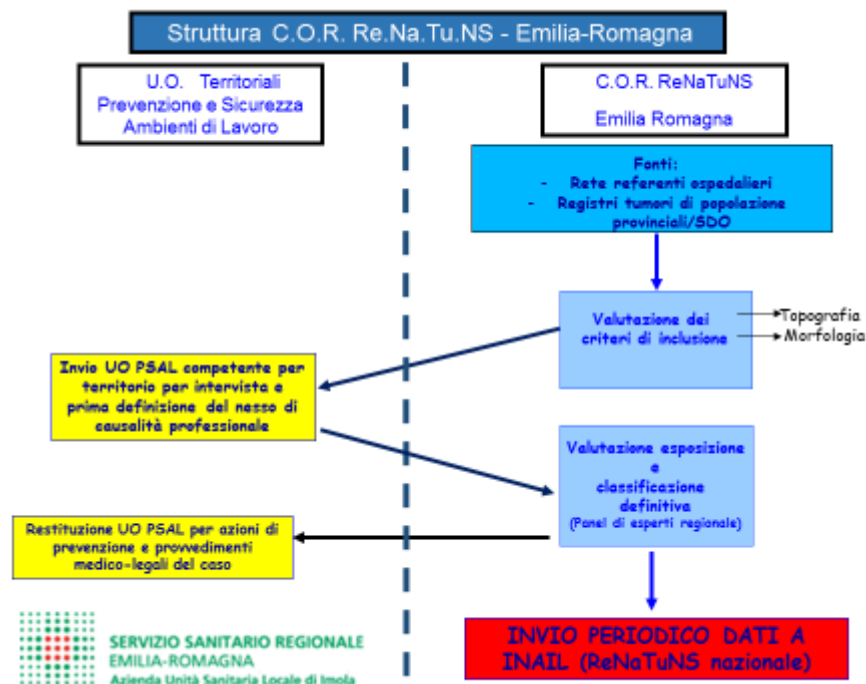 Struttura C.O.R. Re.Na.Tu.NS - Emilia-Romagna
U.O. Territoriali
Prevenzione e Sicurezza
Ambienti di Lavoro
C.O.R. ReNaTuNS
Emilia Romagna
Fonti:
- Rete referenti ospedalieri
- Registri tumori di popolazione
provinciali/SDO
Valutazione dei
criteri di inclusione
Topografia
Morfologia
Invio UO PSAL competente per
territorio per intervista e
prima definizione del nesso di
causalità professionale
Valutazione esposizione
e
classificazione
definitiva
(Panel di esperti regionale)
Restituzione UO PSAL per azioni di
prevenzione e provvedimenti
medico-legali del caso
INVIO PERIODICO DATI A
INAIL (ReNaTuNS nazionale)
SERVIZIO SANITARIO REGIONALE
EMILIA-ROMAGNA
Azienda Unità Sanitaria Locale di Imola